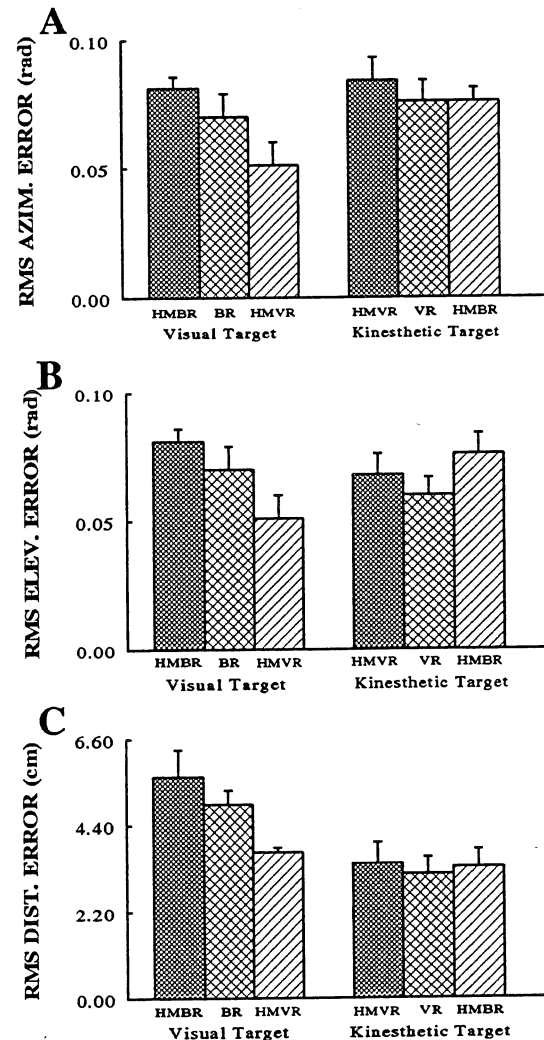 A
RMS AZIM. ERROR (rad)
0.10
0.05
0.00
HMBR BR HMVR HMVR VR HMBR
Visual Target Kinesthetic Target
B
RMS ELEV. ERROR (rad)
0.10
0.05
0.00
HMBR BR HMVR HMVR VR HMBR
Visual Target Kinesthetic Target
C
RMS DIST. ERROR (cm)
6.60
4.40
2.20
0.00
HMBR BR HMVR HMVR VR HMBR
Visual Target Kinesthetic Target